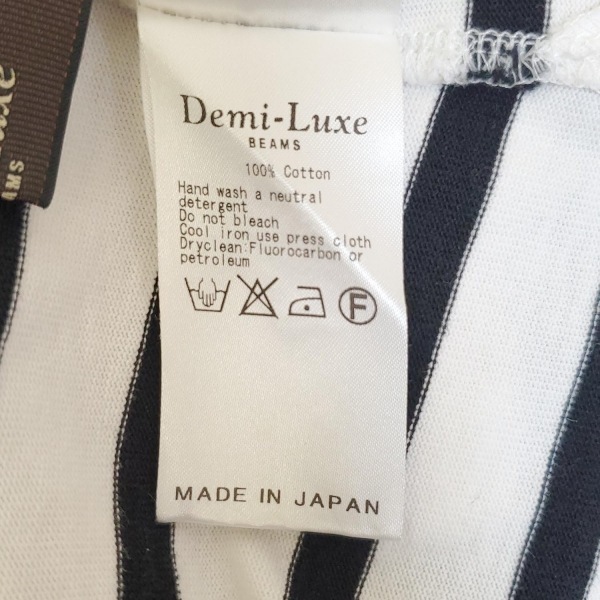 Demi-Luxe
BEAMS
100% Cotton
Hand wash a neutral
detergent
Do not bleach
Cool iron use press cloth
Dryclean:Fluorocarbon or
petroleum
F
MADE IN JAPAN